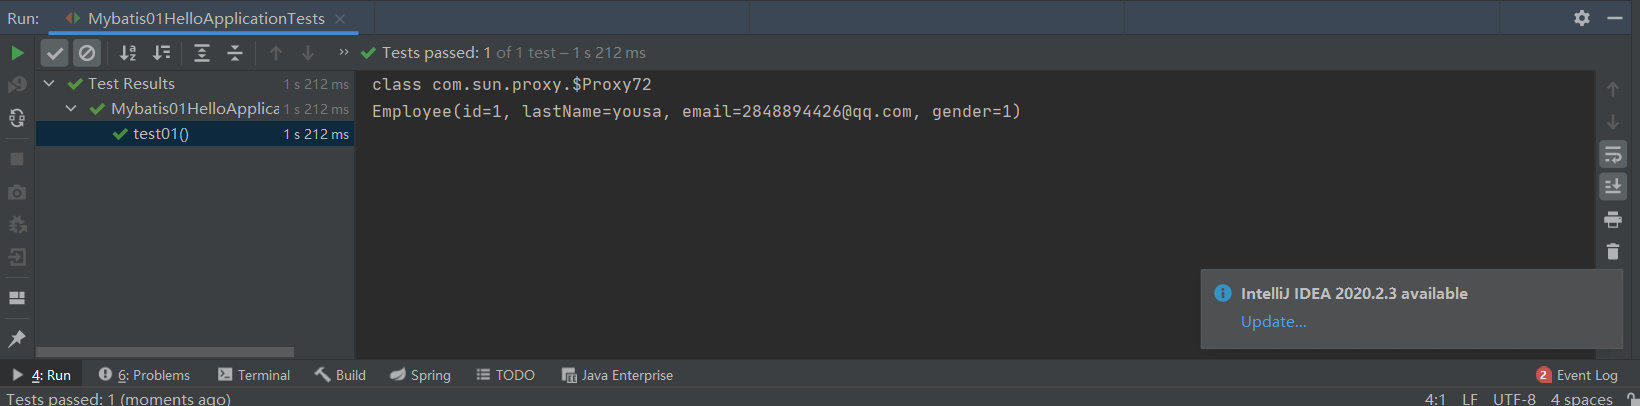 Run: Mybatis01HelloApplicationTests
Tests passed: 1 of 1 test – 1 s 212 ms
Test Results 1 s 212 ms
Mybatis01HelloApplica 1 s 212 ms
test01() 1 s 212 ms
class com.sun.proxy.$Proxy72
Employee(id=1, lastName=yousa, email=2848894426@qq.com, gender=1)
IntelliJ IDEA 2020.2.3 available
Update...
4: Run 6: Problems Terminal Build Spring TODO Java Enterprise 2 Event Log
Tests passed: 1 (moments ago) 4:1 LF UTF-8 4 spaces